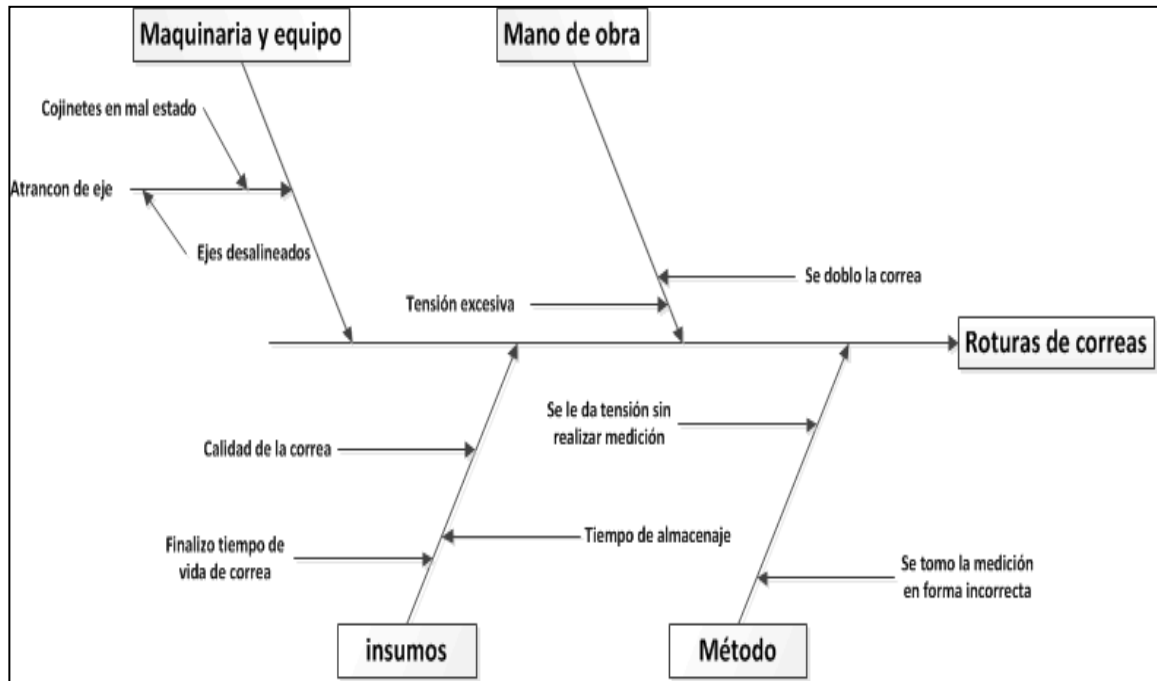 Maquinaria y equipo
Mano de obra
Cojinetes en mal estado
Atrancon de eje
Ejes desalineados
Se doblo la correa
Tensión excesiva
Roturas de correas
Se le da tensión sin
realizar medición
Calidad de la correa
Tiempo de almacenaje
Finalizo tiempo de
vida de correa
Se tomo la medición
en forma incorrecta
insumos
Método